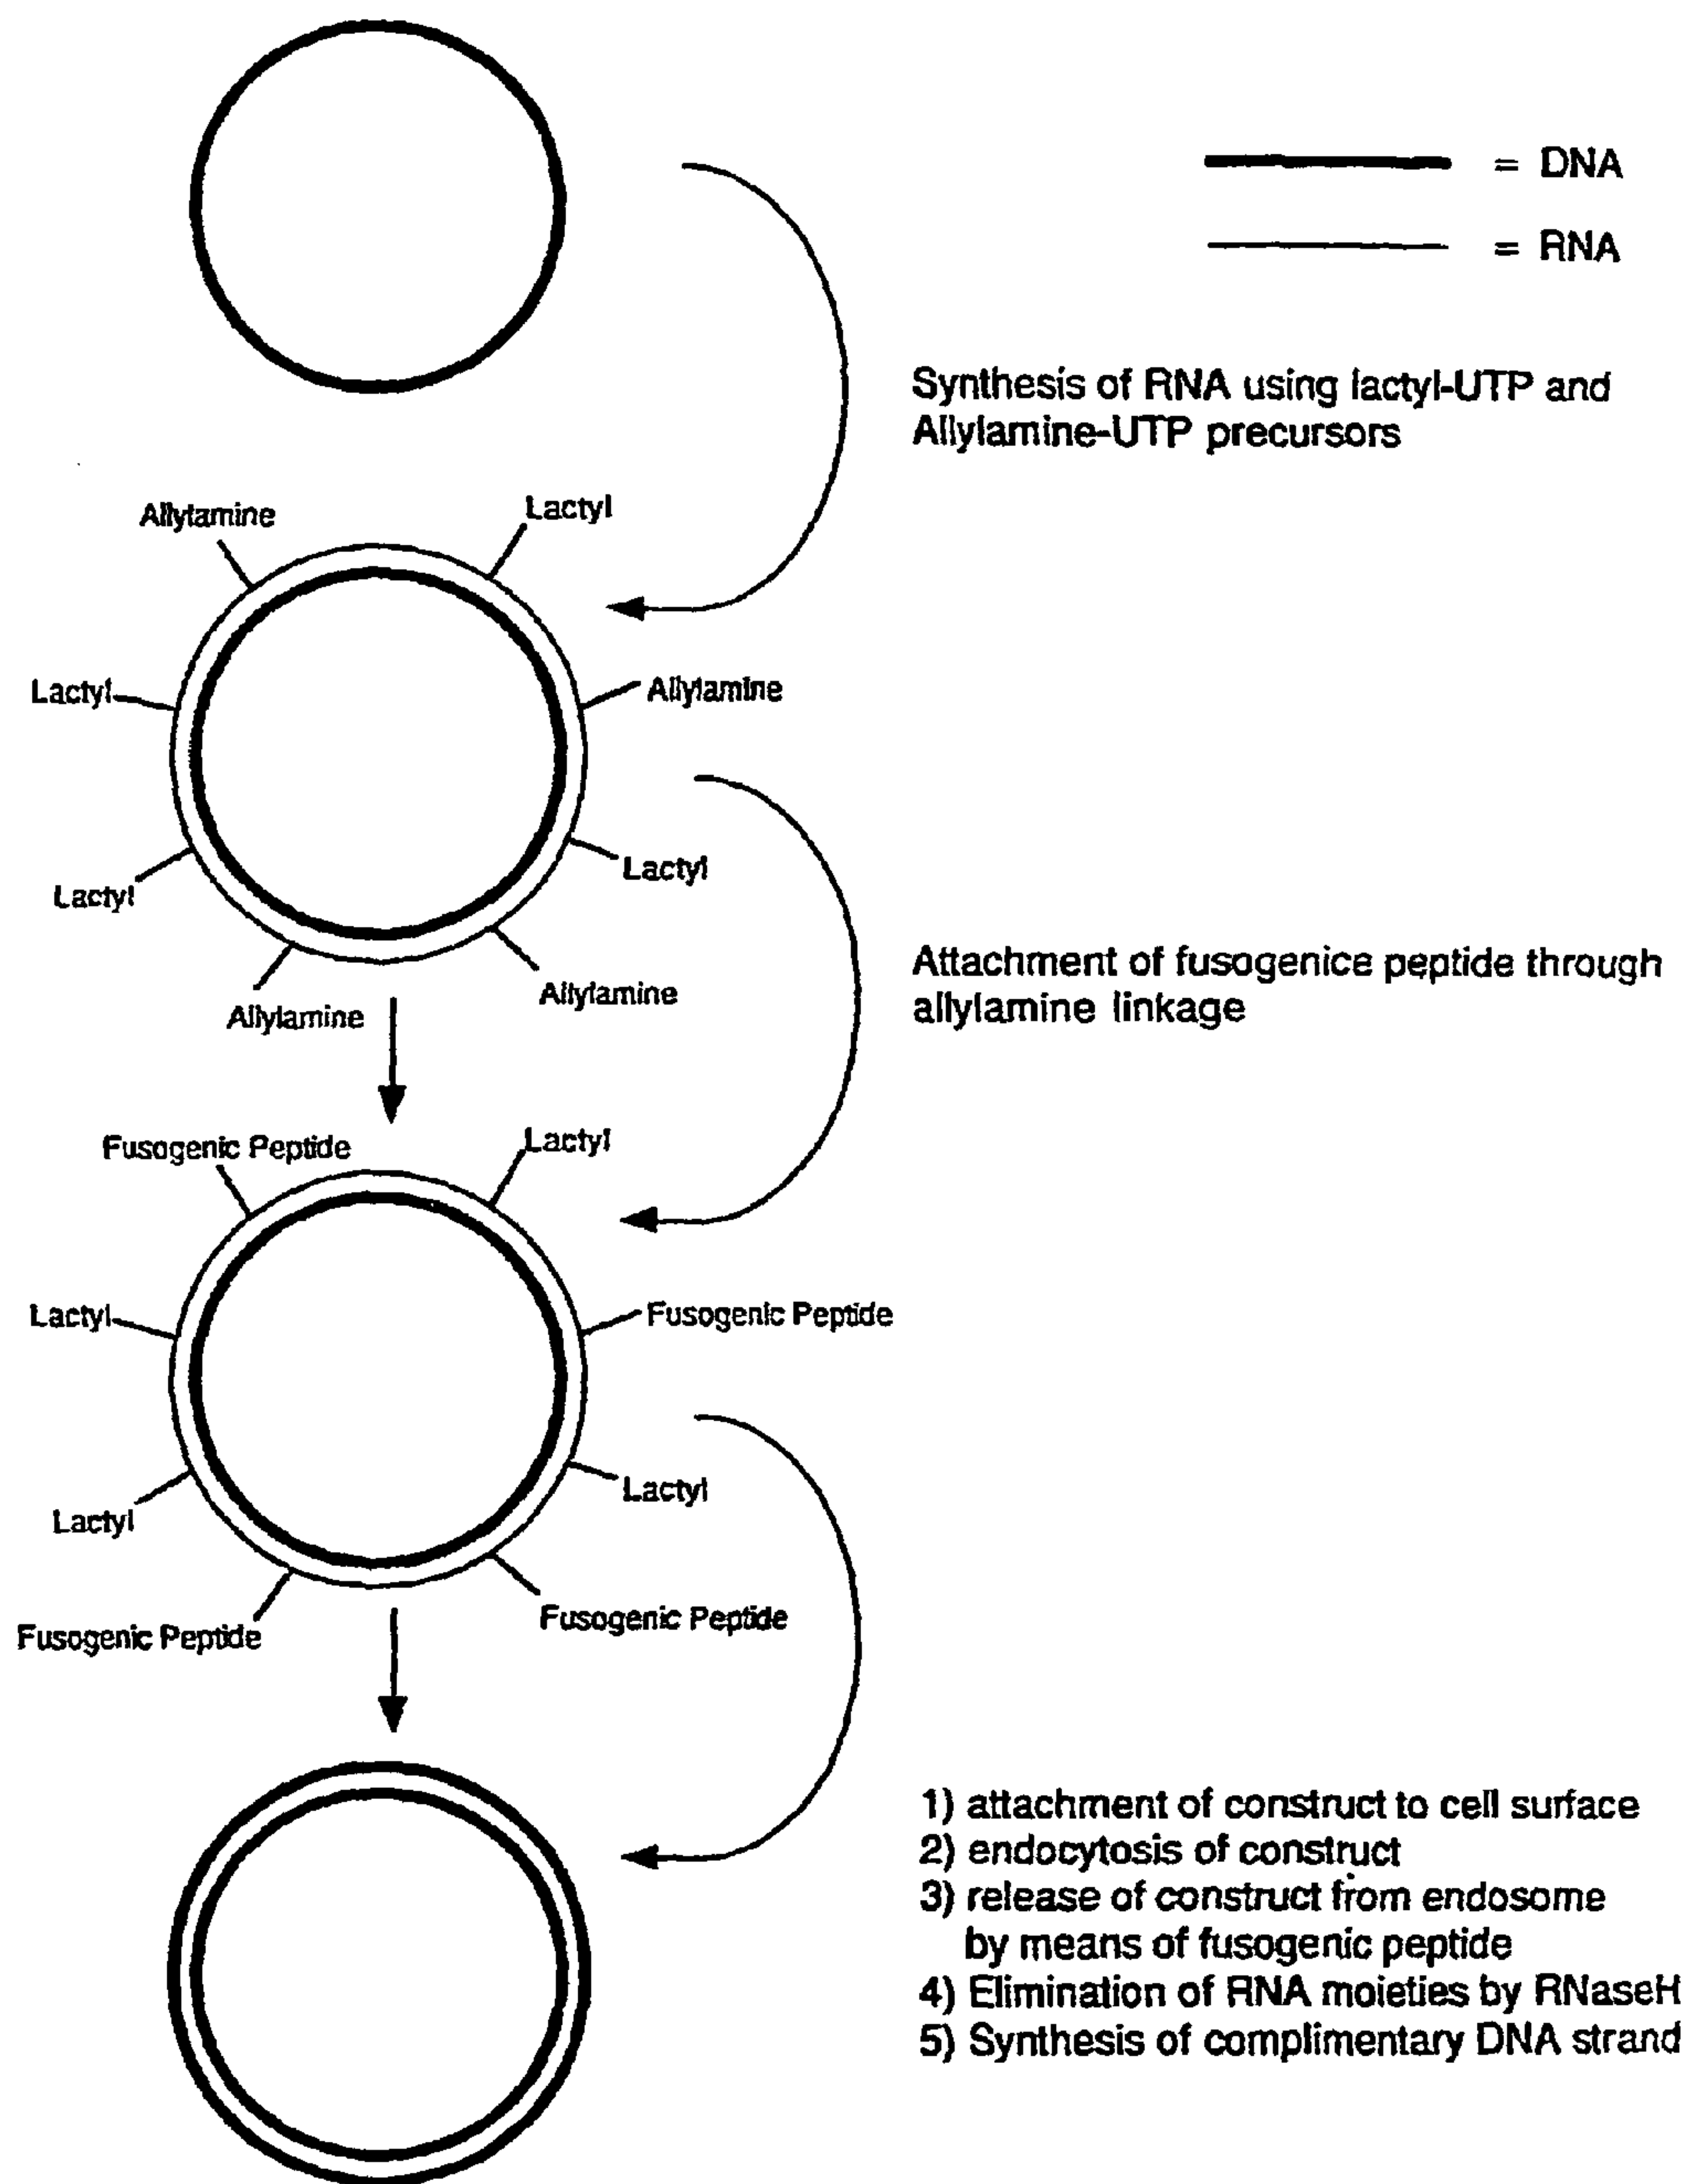 = DNA
= RNA
Synthesis of RNA using lactyl-UTP and
Allylamine-UTP precursors
Allylamine
Lactyl
Lactyl
Allylamine
Lactyl
Lactyl
Allylamine
Allylamine
Attachment of fusogenice peptide through
allylamine linkage
Fusogenic Peptide
Lactyl
Lactyl
Fusogenic Peptide
Lactyl
Lactyl
Fusogenic Peptide
Fusogenic Peptide
1) attachment of construct to cell surface
2) endocytosis of construct
3) release of construct from endosome
by means of fusogenic peptide
4) Elimination of RNA moieties by RNaseH
5) Synthesis of complimentary DNA strand